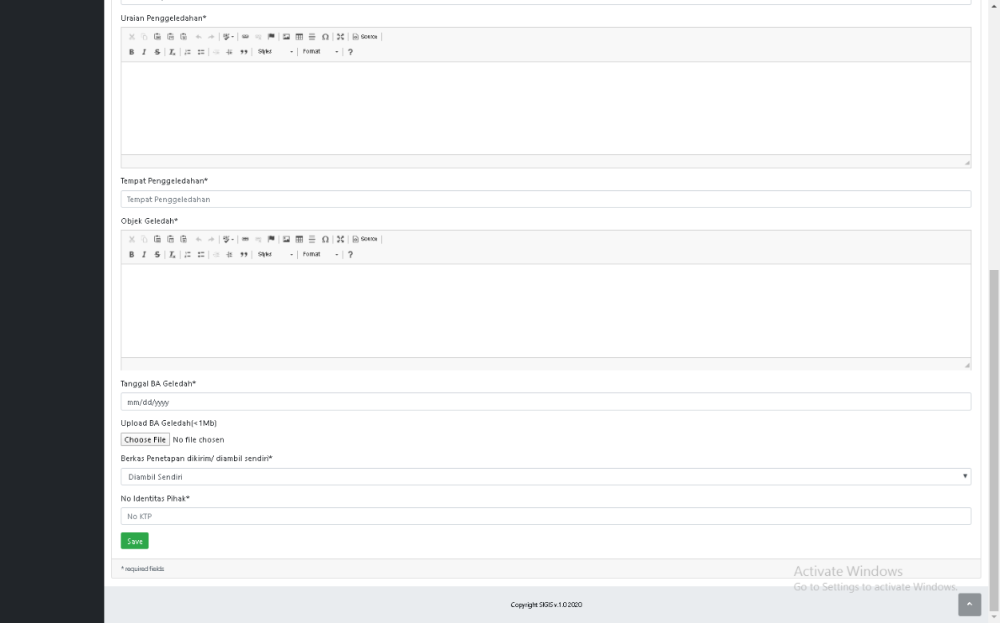 Uraian Penggeledahan*
Source
B I S Tx Styles Format ?
Tempat Penggeledahan*
Tempat Penggeledahan
Objek Geledah*
Source
B I S Tx Styles Format ?
Tanggal BA Geledah*
mm/dd/yyyy
Upload BA Geledah(<1Mb)
Choose File No file chosen
Berkas Penetapan dikirim/ diambil sendiri*
Diambil Sendiri
No Identitas Pihak*
No KTP
Save
* required fields
Activate Windows
Go to Settings to activate Windows.
Copyright SIGIS v.1.0 2020